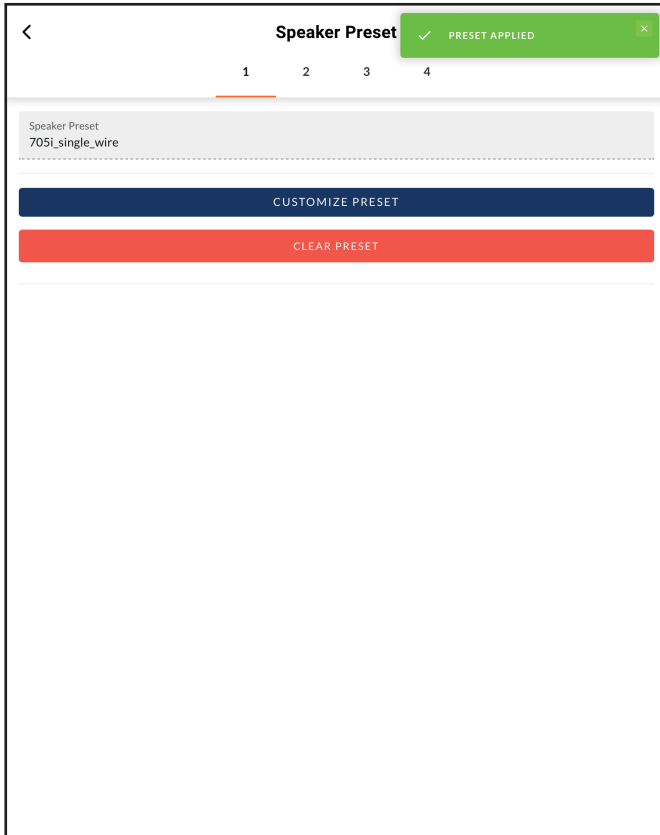 Speaker Preset
PRESET APPLIED
1 2 3 4
Speaker Preset
705i_single_wire
CUSTOMIZE PRESET
CLEAR PRESET